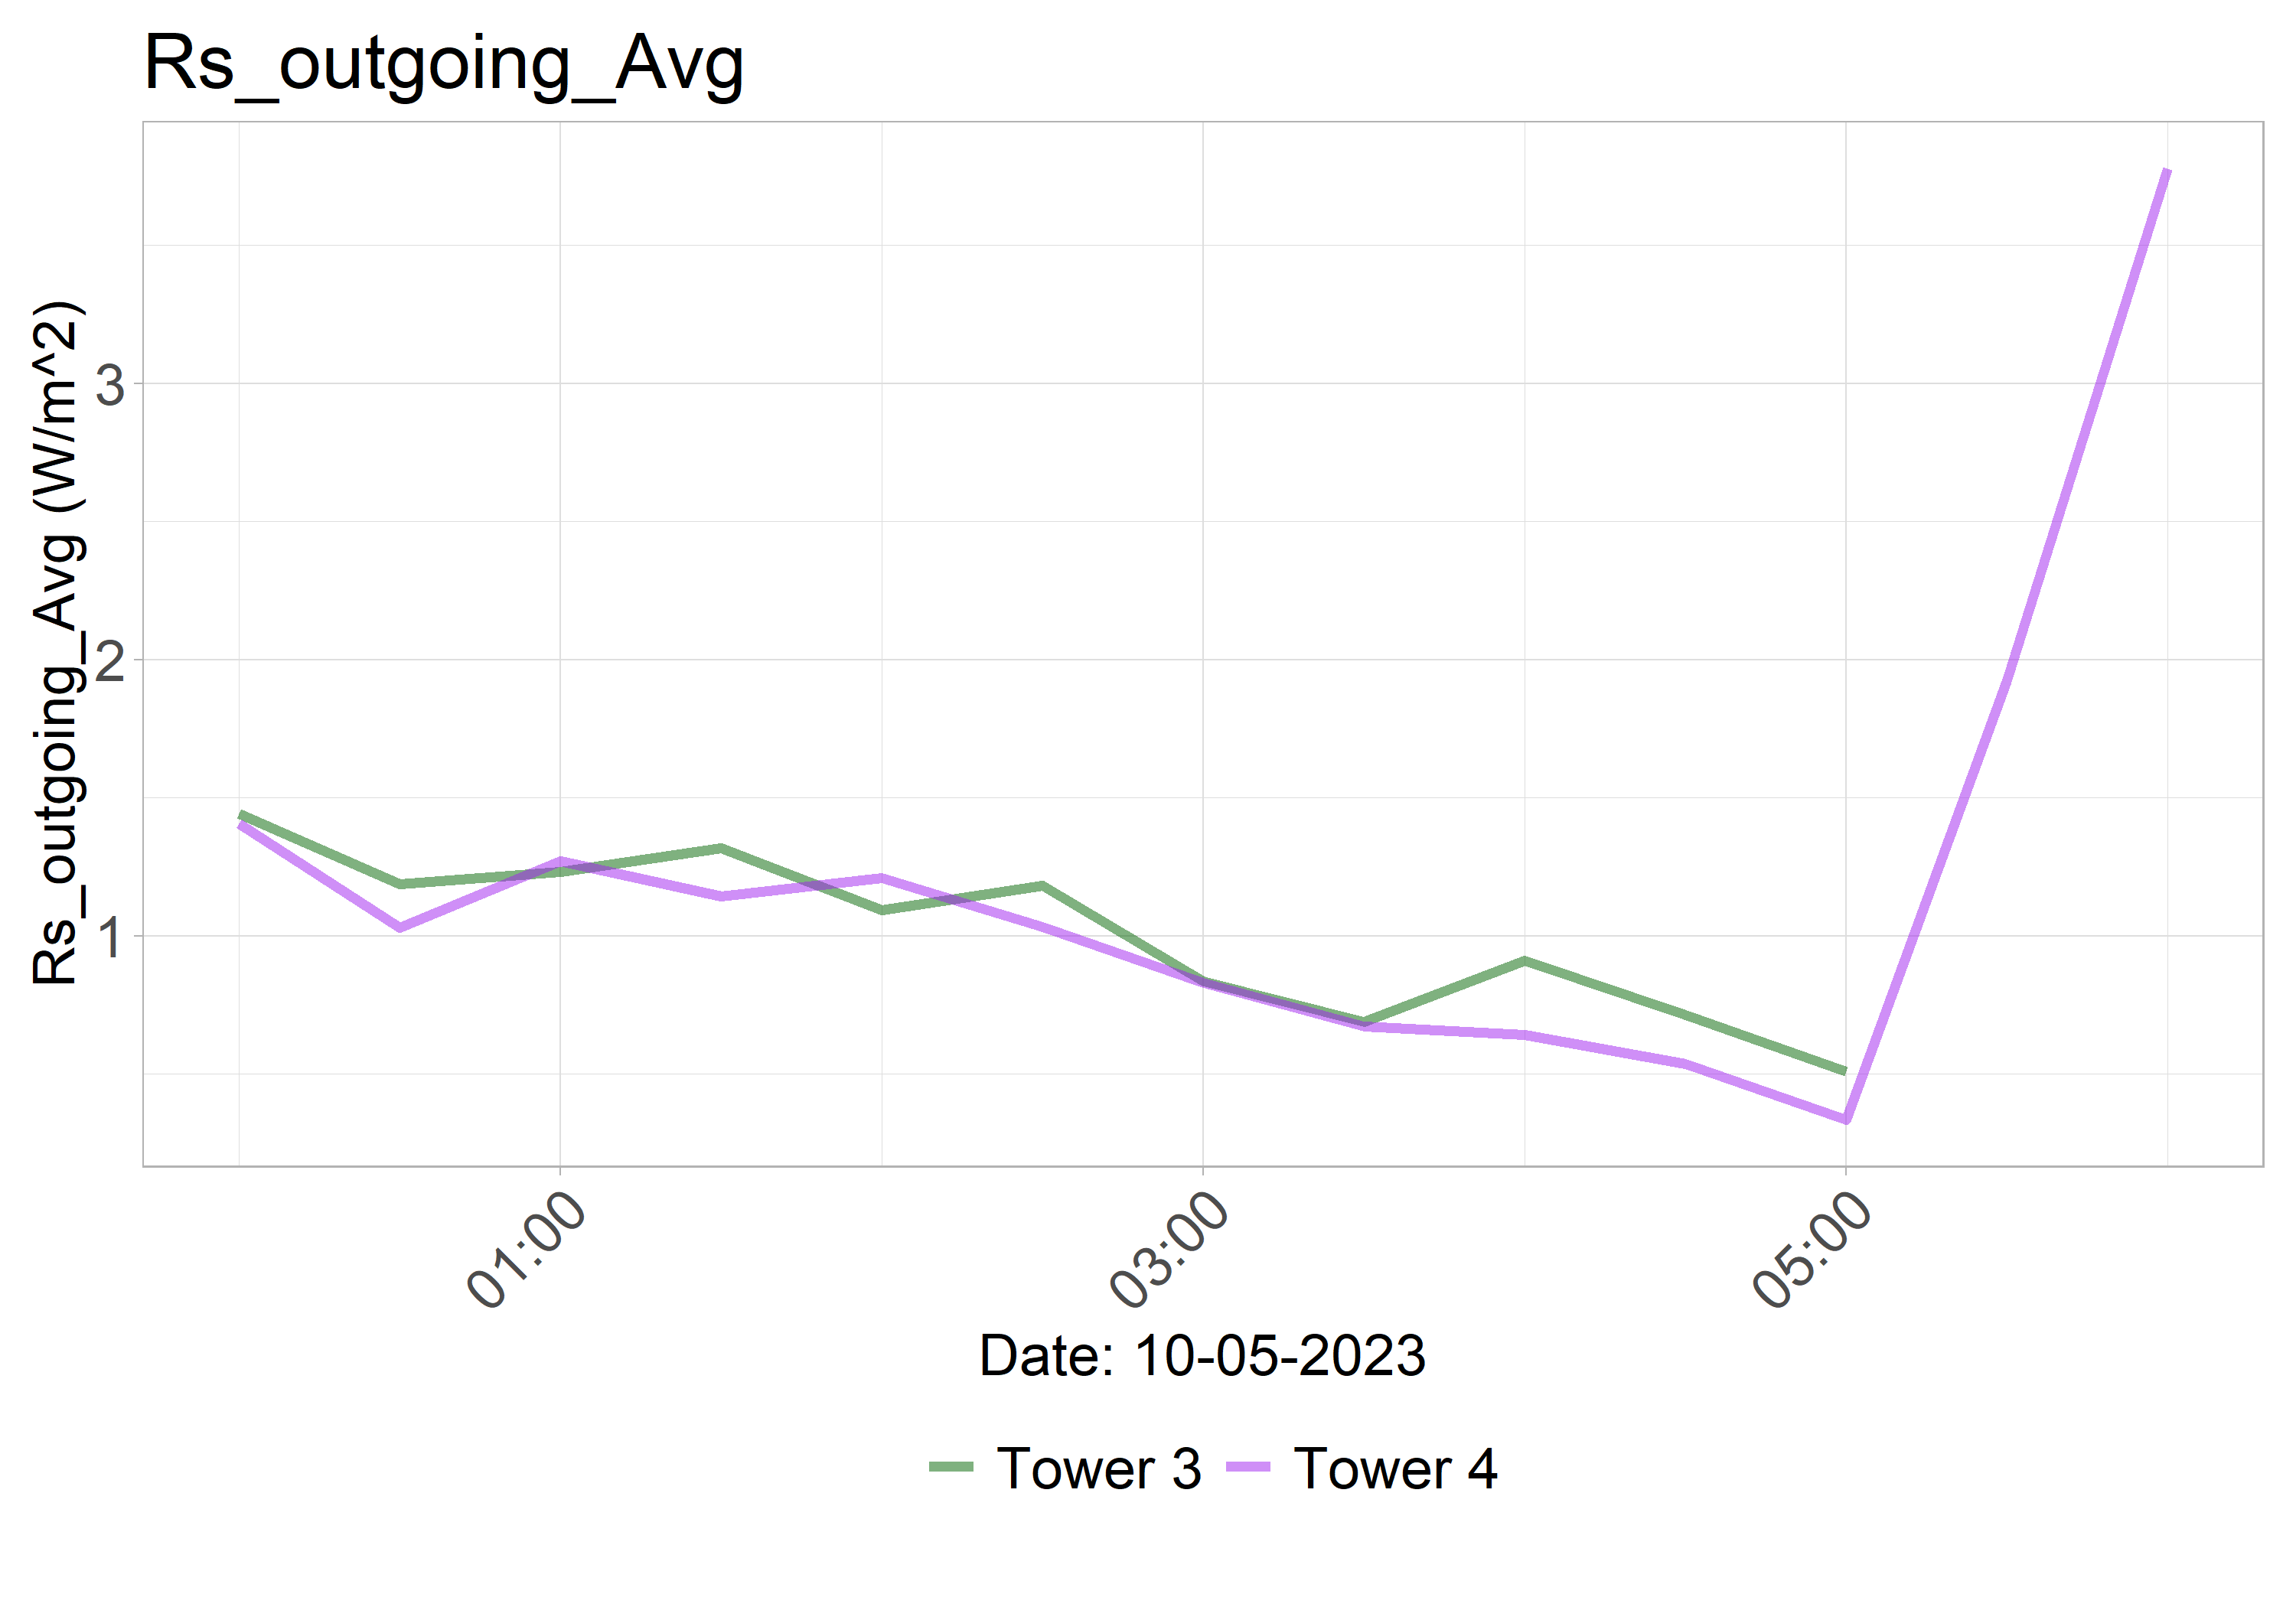 Rs_outgoing_Avg
Rs_outgoing_Avg (W/m^2)
3
2
1
01:00
03:00
05:00
Date: 10-05-2023
Tower 3
Tower 4